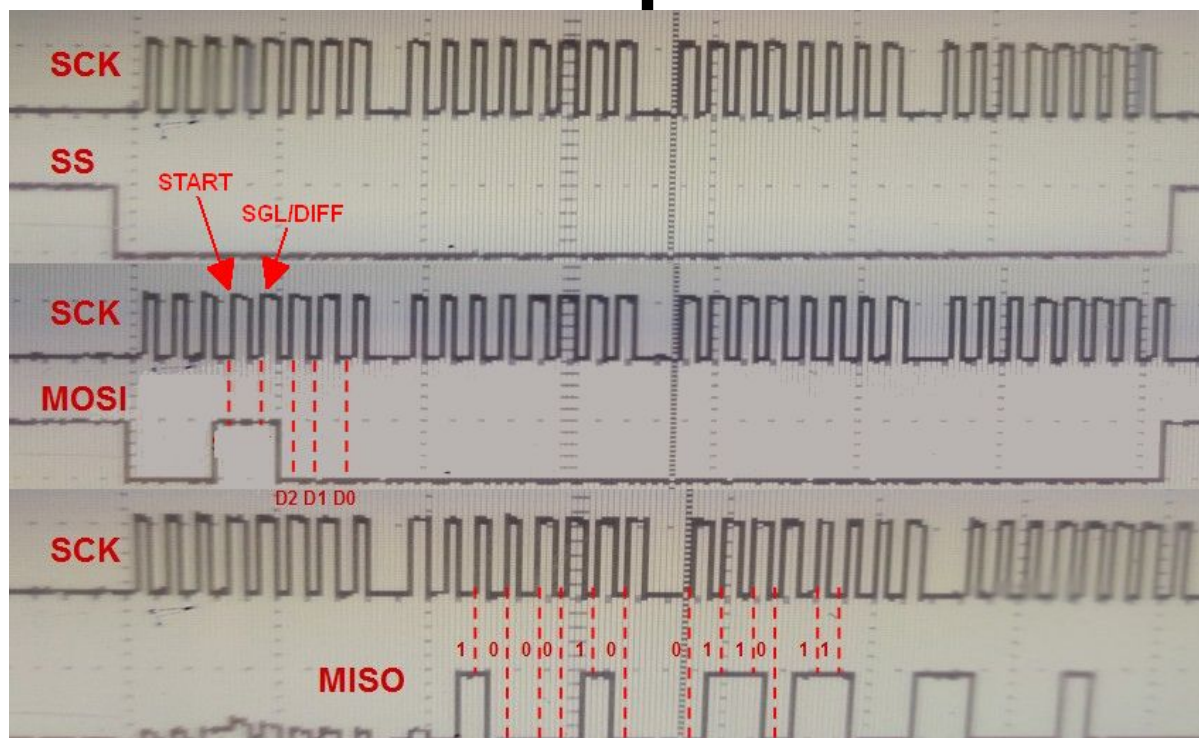 SCK
SS
START
SGL/DIFF
SCK
MOSI
D2 D1 D0
SCK
1 0 0 0 1 0 0 1 1 0 1 1
MISO